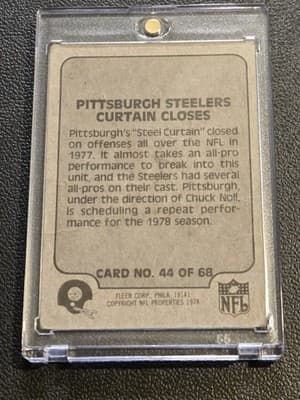 PITTSBURGH STEELERS
CURTAIN CLOSES
Pittsburgh's "Steel Curtain" closed
on offenses all over the NFL in
1977. It almost takes an all-pro
performance to break into this
unit, and the Steelers had several
all-pros on their cast. Pittsburgh,
under the direction of Chuck Noll,
is scheduling a repeat perfor-
mance for the 1978 season.
CARD NO. 44 OF 68
FLEER CORP., PHILA. 19141
COPYRIGHT NFL PROPERTIES 1978
NFL